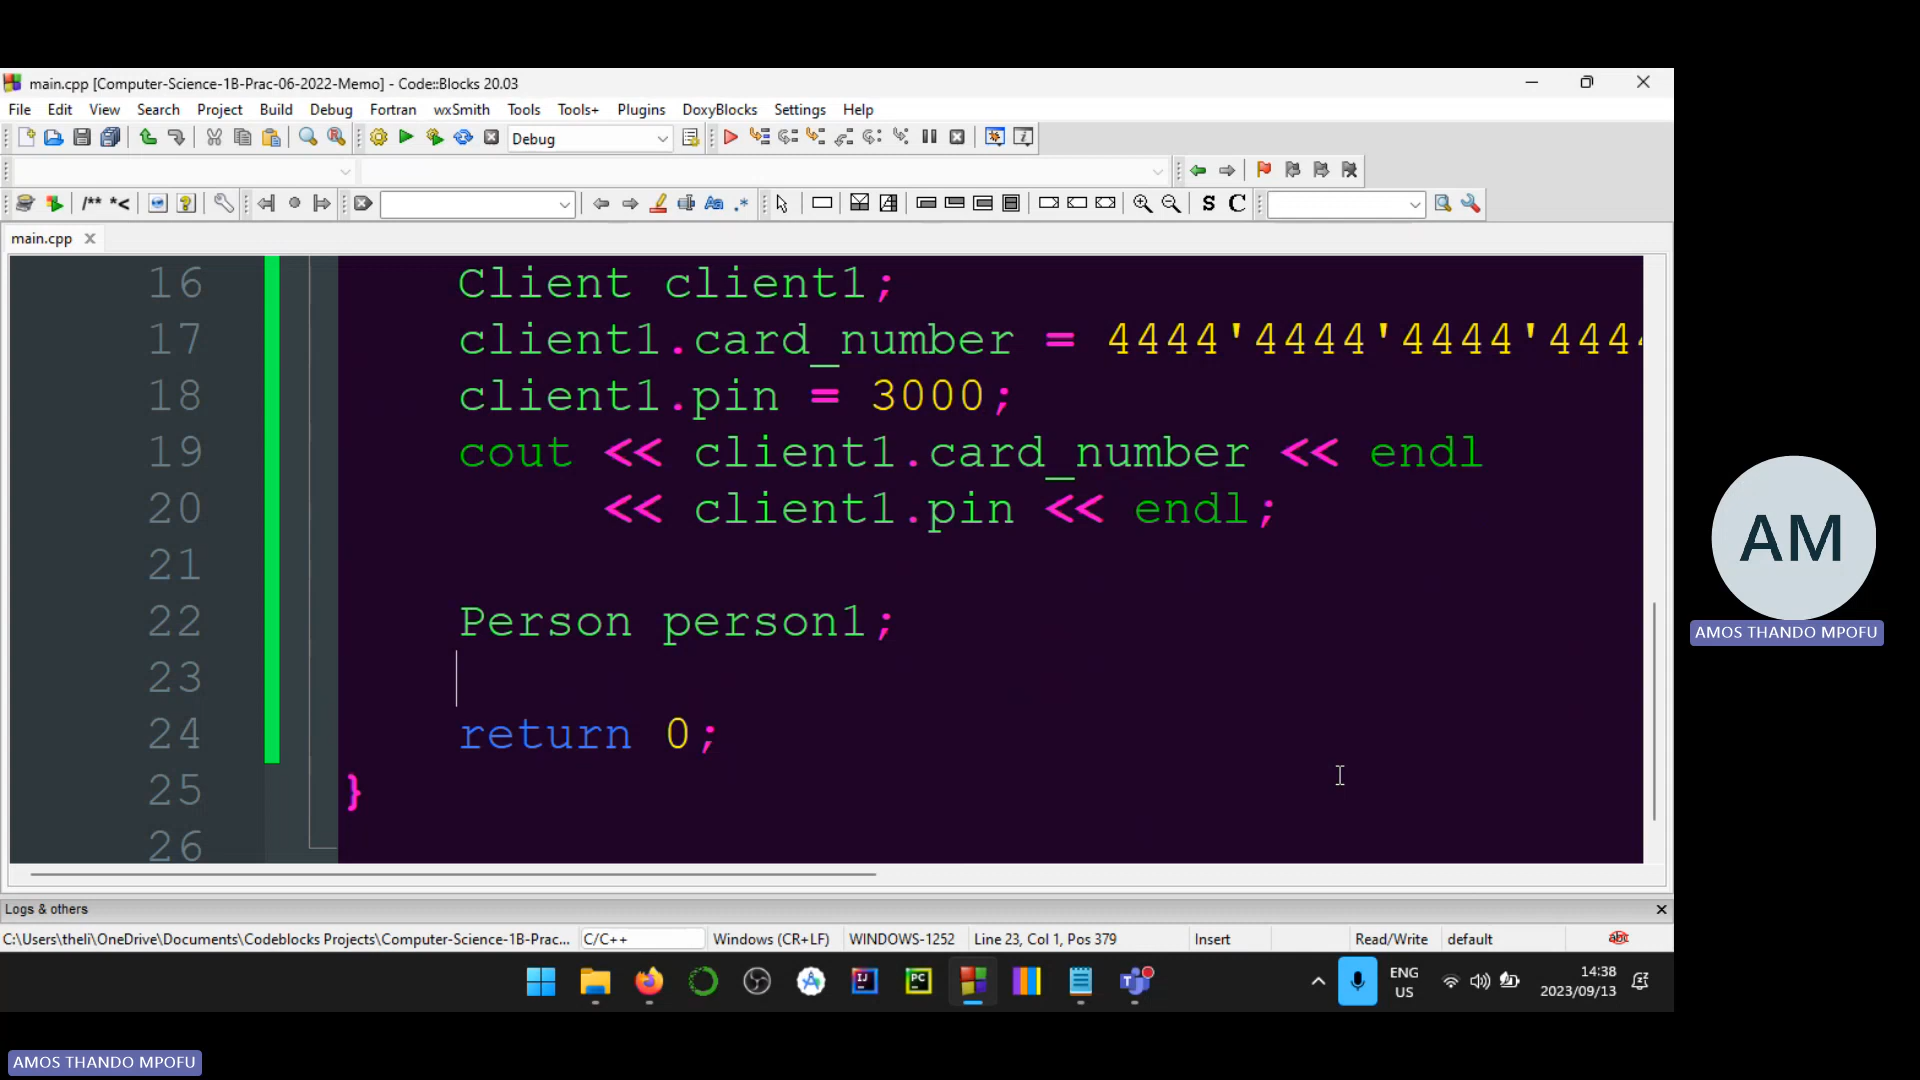 main.cpp [Computer-Science-1B-Prac-06-2022-Memo] - Code::Blocks 20.03
File Edit View Search Project Build Debug Fortran wxSmith Tools Tools+ Plugins DoxyBlocks Settings Help
Debug
/** *< S C
main.cpp
16 Client client1;
17 client1.card_number = 4444'4444'4444'444
18 client1.pin = 3000;
19 cout << client1.card_number << endl
20 << client1.pin << endl;
21
22 Person person1;
23
24 return 0;
25 }
26
AM
AMOS THANDO MPOFU
Logs & others
C:\Users\theli\OneDrive\Documents\Codeblocks Projects\Computer-Science-1B-Prac... C/C++ Windows (CR+LF) WINDOWS-1252 Line 23, Col 1, Pos 379 Insert Read/Write default
ENG
US
14:38
2023/09/13
AMOS THANDO MPOFU